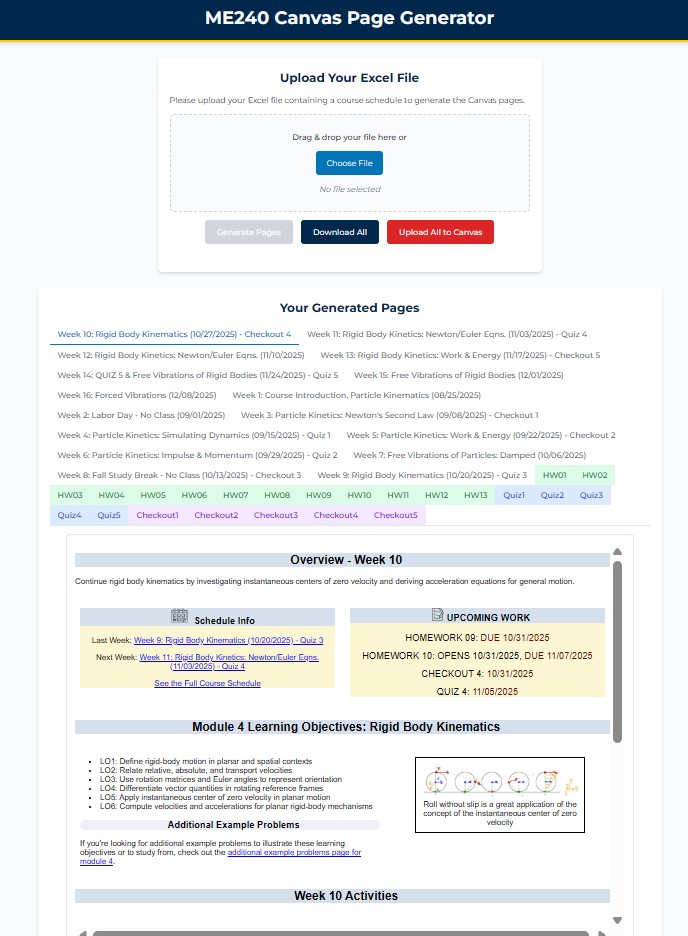 ME240 Canvas Page Generator
Upload Your Excel File
Please upload your Excel file containing a course schedule to generate the Canvas pages.
Drag & drop your file here or
Choose File
No file selected
Generate Pages Download All Upload All to Canvas
Your Generated Pages
Week 10: Rigid Body Kinematics (10/27/2025) - Checkout 4 Week 11: Rigid Body Kinetics: Newton/Euler Eqns. (11/03/2025) - Quiz 4
Week 12: Rigid Body Kinetics: Newton/Euler Eqns. (11/10/2025) Week 13: Rigid Body Kinetics: Work & Energy (11/17/2025) - Checkout 5
Week 14: QUIZ 5 & Free Vibrations of Rigid Bodies (11/24/2025) - Quiz 5 Week 15: Free Vibrations of Rigid Bodies (12/01/2025)
Week 16: Forced Vibrations (12/08/2025) Week 1: Course Introduction, Particle Kinematics (08/25/2025)
Week 2: Labor Day - No Class (09/01/2025) Week 3: Particle Kinetics: Newton's Second Law (09/08/2025) - Checkout 1
Week 4: Particle Kinetics: Simulating Dynamics (09/15/2025) - Quiz 1 Week 5: Particle Kinetics: Work & Energy (09/22/2025) - Checkout 2
Week 6: Particle Kinetics: Impulse & Momentum (09/29/2025) - Quiz 2 Week 7: Free Vibrations of Particles: Damped (10/06/2025)
Week 8: Fall Study Break - No Class (10/13/2025) - Checkout 3 Week 9: Rigid Body Kinematics (10/20/2025) - Quiz 3 HW01 HW02
HW03 HW04 HW05 HW06 HW07 HW08 HW09 HW10 HW11 HW12 HW13 Quiz1 Quiz2 Quiz3
Quiz4 Quiz5 Checkout1 Checkout2 Checkout3 Checkout4 Checkout5
Overview - Week 10
Continue rigid body kinematics by investigating instantaneous centers of zero velocity and deriving acceleration equations for general motion.
Schedule Info
Last Week: Week 9: Rigid Body Kinematics (10/20/2025) - Quiz 3
Next Week: Week 11: Rigid Body Kinetics: Newton/Euler Eqns.
(11/03/2025) - Quiz 4
See the Full Course Schedule
UPCOMING WORK
HOMEWORK 09: DUE 10/31/2025
HOMEWORK 10: OPENS 10/31/2025, DUE 11/07/2025
CHECKOUT 4: 10/31/2025
QUIZ 4: 11/05/2025
Module 4 Learning Objectives: Rigid Body Kinematics
LO1: Define rigid-body motion in planar and spatial contexts
LO2: Relate relative, absolute, and transport velocities
LO3: Use rotation matrices and Euler angles to represent orientation
LO4: Differentiate vector quantities in rotating reference frames
LO5: Apply instantaneous center of zero velocity in planar motion
LO6: Compute velocities and accelerations for planar rigid-body mechanisms
Additional Example Problems
If you're looking for additional example problems to illustrate these learning
objectives or to study from, check out the additional example problems page for
module 4.
Roll without slip is a great application of the
concept of the instantaneous center of zero
velocity
Week 10 Activities